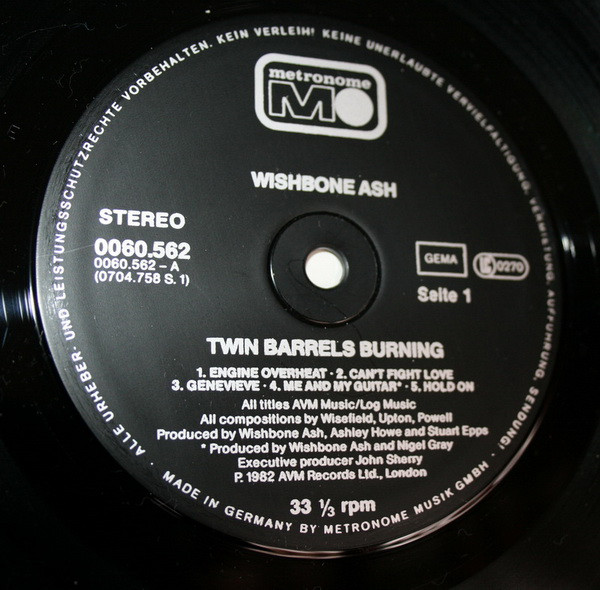 ALLE URHEBER- UND LEISTUNGSSCHUTZRECHTE VORBEHALTEN. KEIN VERLEIH! KEINE UNERLAUBTE VERVIELFÄLTIGUNG, VERMIETUNG, AUFFÜHRUNG, SENDUNG!
metronome
M
WISHBONE ASH
STEREO
0060.562
0060.562 - A
(0704.758 S. 1)
GEMA
LC 0270
Seite 1
TWIN BARRELS BURNING
1. ENGINE OVERHEAT · 2. CAN'T FIGHT LOVE
3. GENEVIEVE · 4. ME AND MY GUITAR* · 5. HOLD ON
All titles AVM Music/Log Music
All compositions by Wisefield, Upton, Powell
Produced by Wishbone Ash, Ashley Howe and Stuart Epps
* Produced by Wishbone Ash and Nigel Gray
Executive producer John Sherry
P. 1982 AVM Records Ltd., London
33 ⅓ rpm
· MADE IN GERMANY BY METRONOME MUSIK GMBH ·